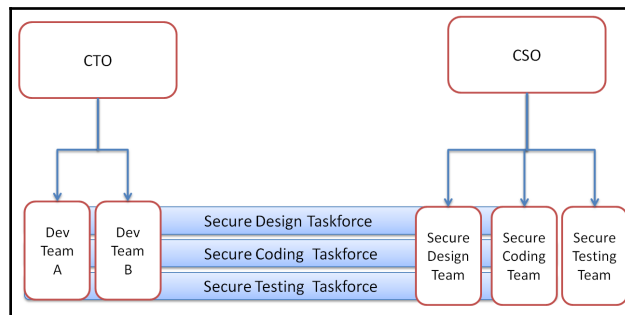 CTO
CSO
Secure Design Taskforce
Secure Coding Taskforce
Secure Testing Taskforce
Dev
Team
A
Dev
Team
B
Secure
Design
Team
Secure
Coding
Team
Secure
Testing
Team